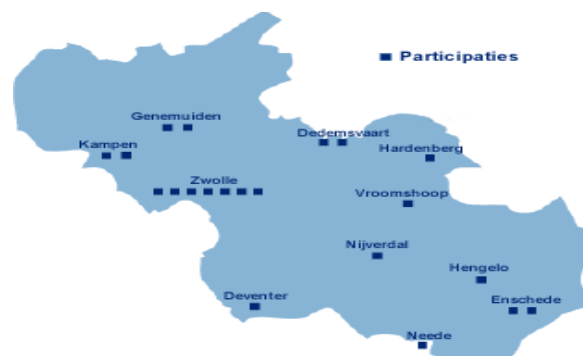 Participaties
Genemuiden
Dedemsvaart
Kampen
Hardenberg
Zwolle
Vroomshoop
Nijverdal
Hengelo
Deventer
Enschede
Neede